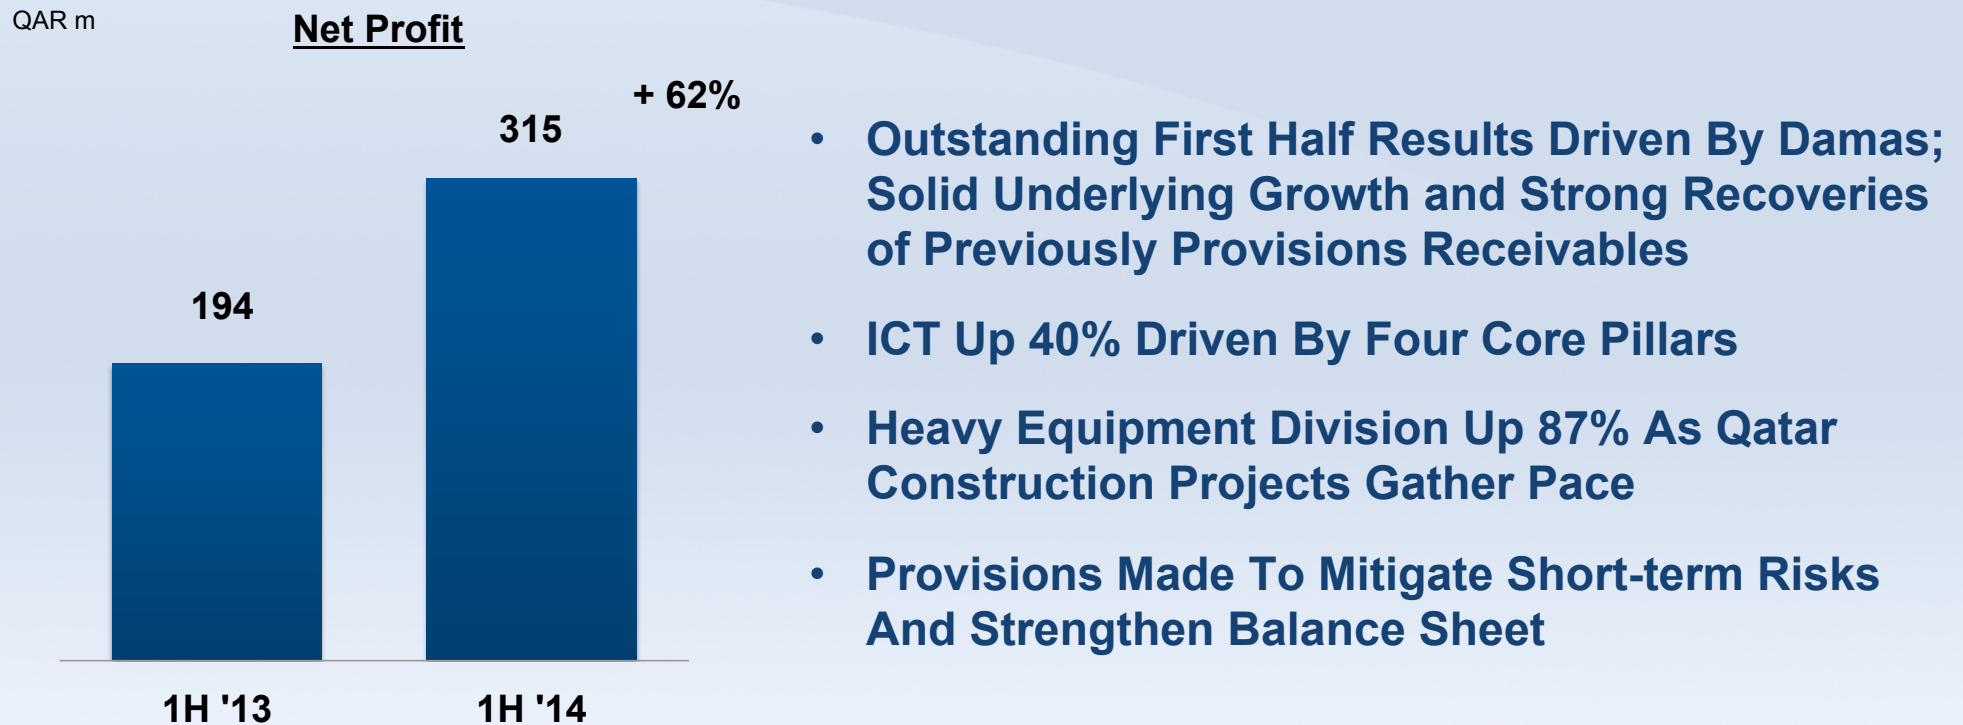 QAR m
Net Profit
+ 62%
315
194
1H '13
1H '14
• Outstanding First Half Results Driven By Damas;
Solid Underlying Growth and Strong Recoveries
of Previously Provisions Receivables
• ICT Up 40% Driven By Four Core Pillars
• Heavy Equipment Division Up 87% As Qatar
Construction Projects Gather Pace
• Provisions Made To Mitigate Short-term Risks
And Strengthen Balance Sheet